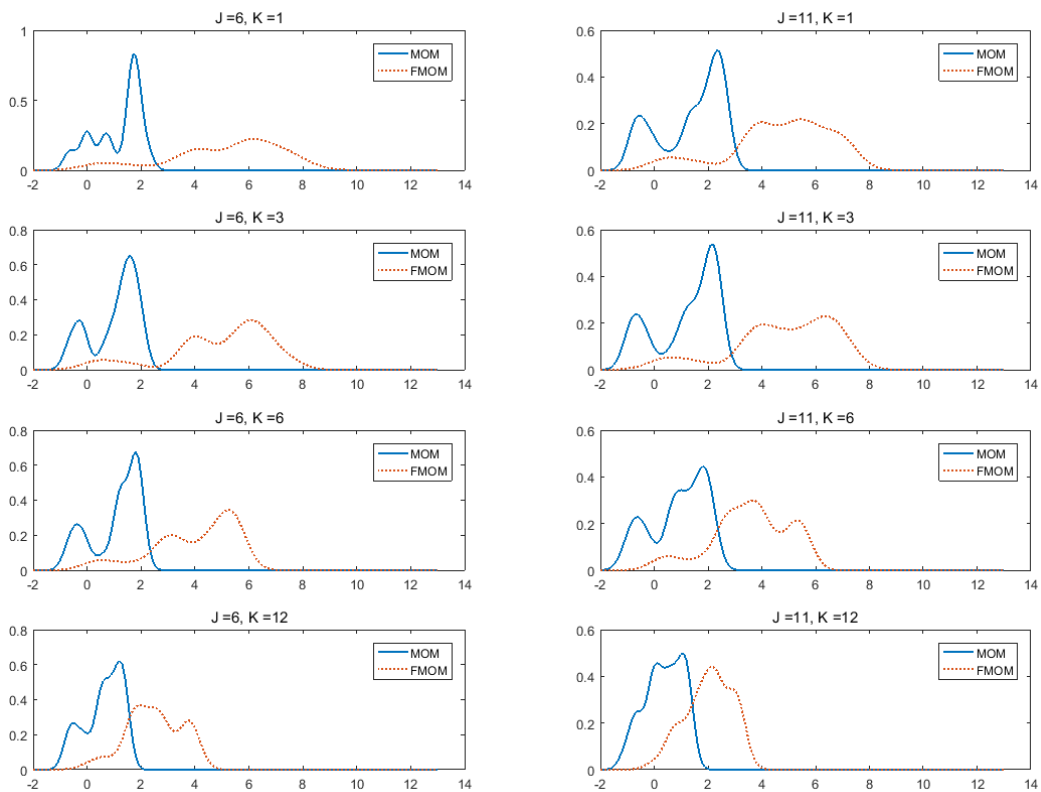 J =6, K =1
1
0.5
0
MOM
FMOM
-2 0 2 4 6 8 10 12 14
J =11, K =1
0.6
0.4
0.2
0
MOM
FMOM
-2 0 2 4 6 8 10 12 14
J =6, K =3
0.8
0.6
0.4
0.2
0
MOM
FMOM
-2 0 2 4 6 8 10 12 14
J =11, K =3
0.6
0.4
0.2
0
MOM
FMOM
-2 0 2 4 6 8 10 12 14
J =6, K =6
0.8
0.6
0.4
0.2
0
MOM
FMOM
-2 0 2 4 6 8 10 12 14
J =11, K =6
0.6
0.4
0.2
0
MOM
FMOM
-2 0 2 4 6 8 10 12 14
J =6, K =12
0.8
0.6
0.4
0.2
0
MOM
FMOM
-2 0 2 4 6 8 10 12 14
J =11, K =12
0.6
0.4
0.2
0
MOM
FMOM
-2 0 2 4 6 8 10 12 14